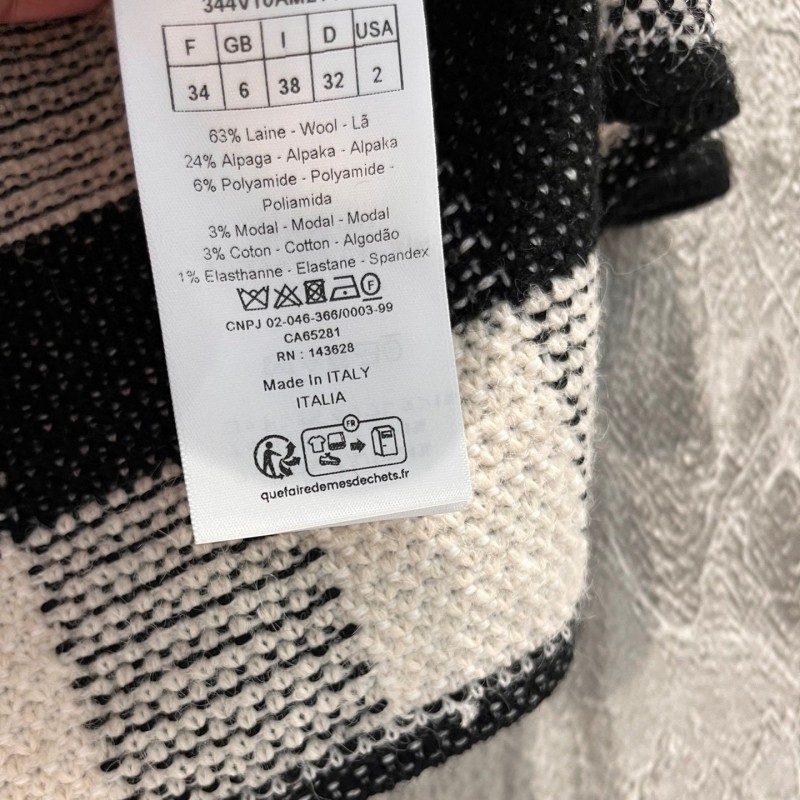 F GB I D USA
34 6 38 32 2
63% Laine - Wool - Lã
24% Alpaga - Alpaka - Alpaka
6% Polyamide - Polyamide -
Poliamida
3% Modal - Modal - Modal
3% Coton - Cotton - Algodão
1% Elasthanne - Elastane - Spandex
CNPJ 02-046-366/0003-99
CA65281
RN : 143628
Made In ITALY
ITALIA
FR
quefairedemesdechets.fr